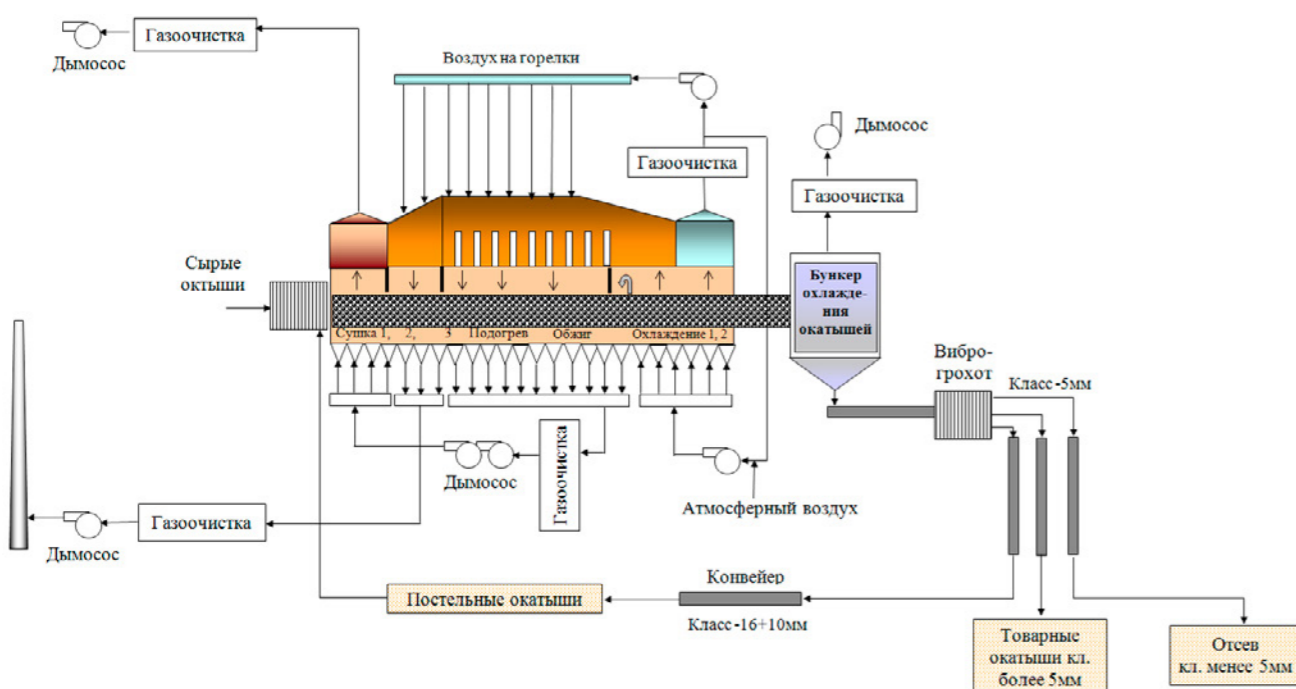 Газоочистка
Дымосос
Воздух на горелки
Дымосос
Газоочистка
Газоочистка
Сырые
октыши
Бункер
охлажде-
ния
окатышей
Сушка 1, 2, 3 Подогрев Обжиг Охлаждение 1, 2
Вибро-
грохот
Класс -5мм
Газоочистка
Дымосос
Атмосферный воздух
Газоочистка
Дымосос
Конвейер
Постельные окатыши
Класс -16+10мм
Товарные
окатыши кл.
более 5мм
Отсев
кл. менее 5мм